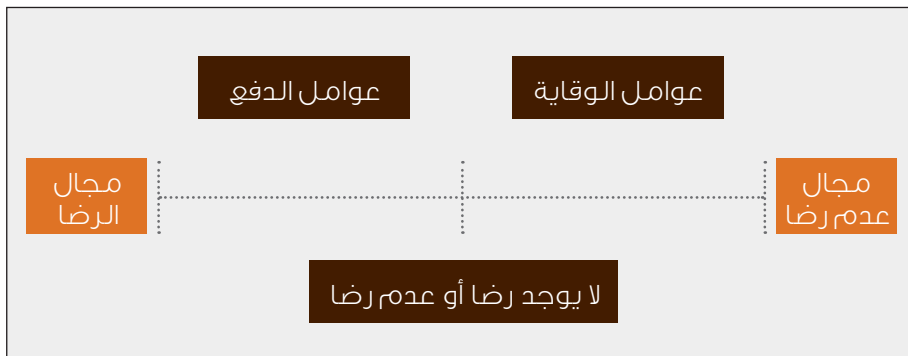 عوامل الوقاية
عوامل الدفع
مجال
عدم رضا
مجال
الرضا
لا يوجد رضا أو عدم رضا